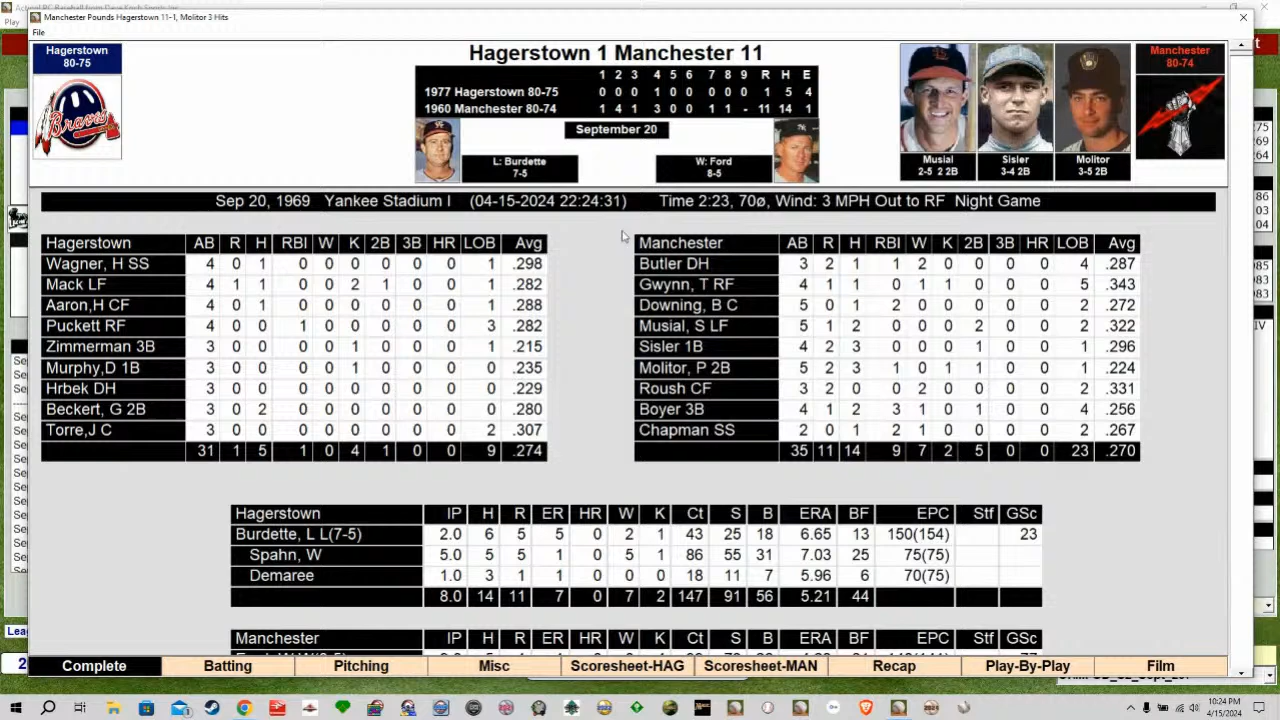 Manchester Pounds Hagerstown 11-1, Molitor 3 Hits
File
Hagerstown
80-75
Braves
Hagerstown 1 Manchester 11
1 2 3 4 5 6 7 8 9 R H E
1977 Hagerstown 80-75 0 0 0 1 0 0 0 0 0 1 5 4
1960 Manchester 80-74 1 4 1 3 0 0 1 1 - 11 14 1
September 20
L: Burdette
7-5
W: Ford
8-5
Musial
2-5 2 2B
Sisler
3-4 2B
Molitor
3-5 2B
Manchester
80-74
Sep 20, 1969 Yankee Stadium I (04-15-2024 22:24:31) Time 2:23, 70ø, Wind: 3 MPH Out to RF Night Game
Hagerstown AB R H RBI W K 2B 3B HR LOB Avg
Wagner, H SS 4 0 1 0 0 0 0 0 0 1 .298
Mack LF 4 1 1 0 0 2 1 0 0 1 .282
Aaron,H CF 4 0 1 0 0 0 0 0 0 1 .288
Puckett RF 4 0 0 1 0 0 0 0 0 3 .282
Zimmerman 3B 3 0 0 0 0 1 0 0 0 1 .215
Murphy,D 1B 3 0 0 0 0 1 0 0 0 0 .235
Hrbek DH 3 0 0 0 0 0 0 0 0 0 .229
Beckert, G 2B 3 0 2 0 0 0 0 0 0 0 .280
Torre,J C 3 0 0 0 0 0 0 0 0 2 .307
31 1 5 1 0 4 1 0 0 9 .274
Manchester AB R H RBI W K 2B 3B HR LOB Avg
Butler DH 3 2 1 1 2 0 0 0 0 4 .287
Gwynn, T RF 4 1 1 0 1 1 0 0 0 5 .343
Downing, B C 5 0 1 2 0 0 0 0 0 2 .272
Musial, S LF 5 1 2 0 0 0 2 0 0 2 .322
Sisler 1B 4 2 3 0 0 0 1 0 0 1 .296
Molitor, P 2B 5 2 3 1 0 1 1 0 0 1 .224
Roush CF 3 2 0 0 2 0 0 0 0 2 .331
Boyer 3B 4 1 2 3 1 0 1 0 0 4 .256
Chapman SS 2 0 1 2 1 0 0 0 0 2 .267
35 11 14 9 7 2 5 0 0 23 .270
Hagerstown IP H R ER HR W K Ct S B ERA BF EPC Stf GSc
Burdette, L L(7-5) 2.0 6 5 5 0 2 1 43 25 18 6.65 13 150(154) 23
Spahn, W 5.0 5 5 1 0 5 1 86 55 31 7.03 25 75(75)
Demaree 1.0 3 1 1 0 0 0 18 11 7 5.96 6 70(75)
8.0 14 11 7 0 7 2 147 91 56 5.21 44
Manchester IP H R ER HR W K Ct S B ERA BF EPC Stf GSc
Complete Batting Pitching Misc Scoresheet-HAG Scoresheet-MAN Recap Play-By-Play Film
10:24 PM
4/15/2024